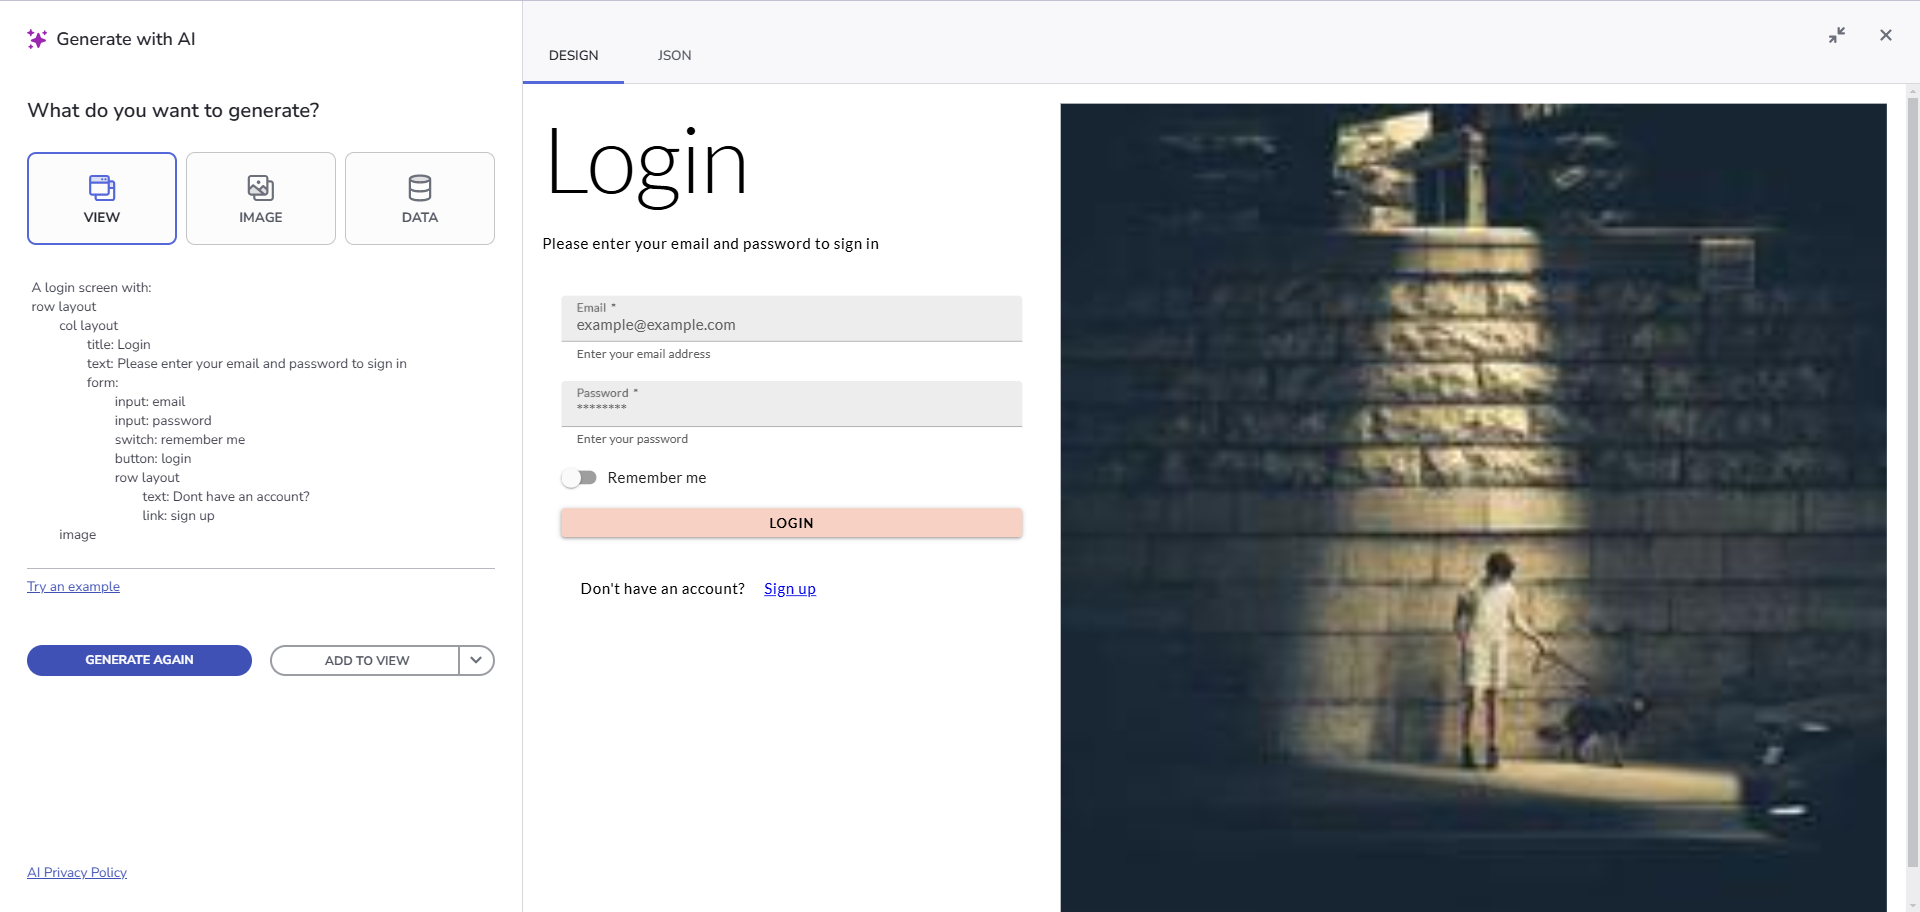 Generate with AI
What do you want to generate?
VIEW
IMAGE
DATA
A login screen with:
row layout
col layout
title: Login
text: Please enter your email and password to sign in
form:
input: email
input: password
switch: remember me
button: login
row layout
text: Dont have an account?
link: sign up
image
Try an example
GENERATE AGAIN
ADD TO VIEW
AI Privacy Policy
DESIGN
JSON
Login
Please enter your email and password to sign in
Email *
example@example.com
Enter your email address
Password *
********
Enter your password
Remember me
LOGIN
Don't have an account? Sign up